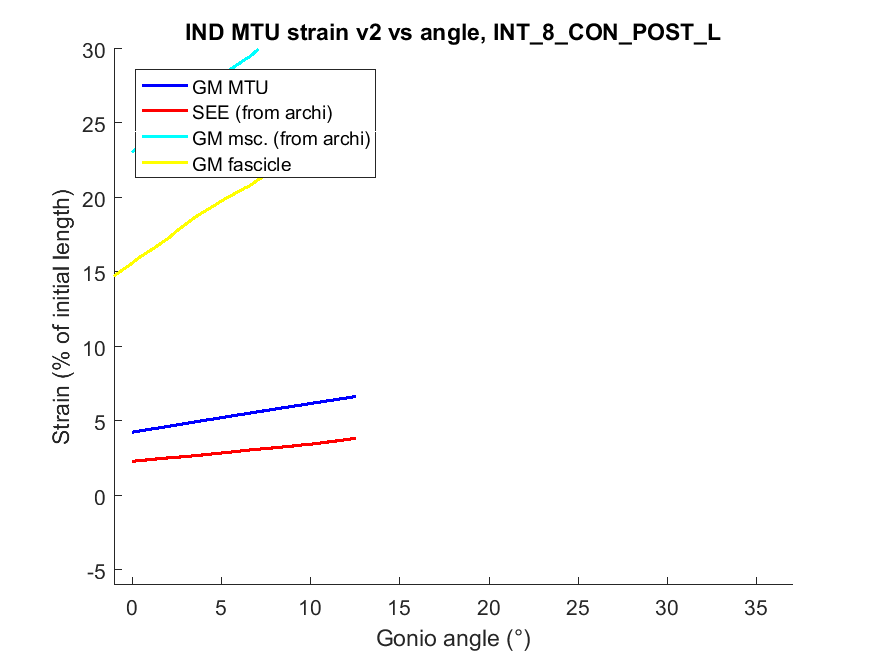 IND MTU strain v2 vs angle, INT_8_CON_POST_L
30
25
20
15
10
5
0
-5
Strain (% of initial length)
GM MTU
SEE (from archi)
GM msc. (from archi)
GM fascicle
0 5 10 15 20 25 30 35
Gonio angle (°)